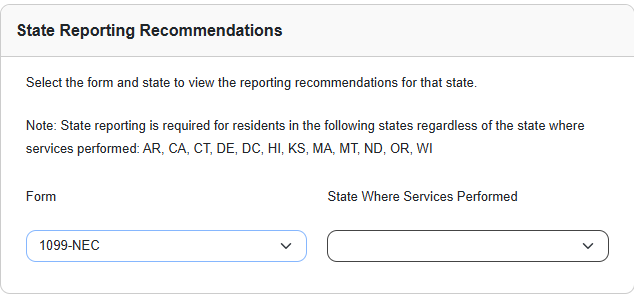 State Reporting Recommendations
Select the form and state to view the reporting recommendations for that state.
Note: State reporting is required for residents in the following states regardless of the state where
services performed: AR, CA, CT, DE, DC, HI, KS, MA, MT, ND, OR, WI
Form
State Where Services Performed
1099-NEC